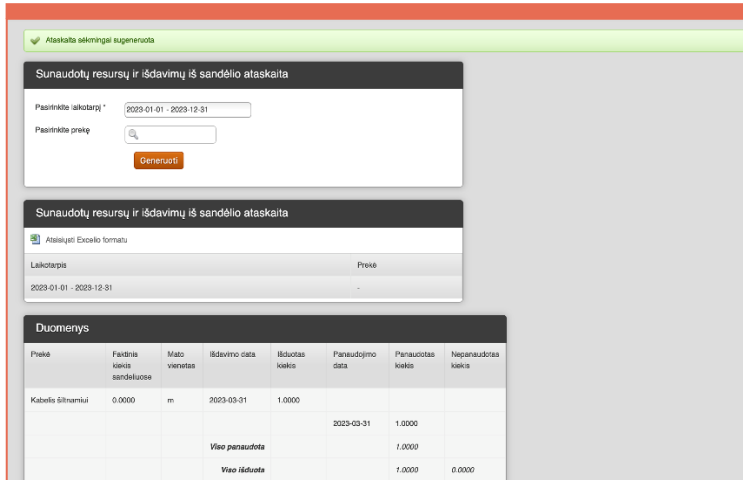 Ataskaita sėkmingai sugeneruota
Sunaudotų resursų ir išdavimų iš sandėlio ataskaita
Pasirinkite laikotarpį * 2023-01-01 - 2023-12-31
Pasirinkite prekę
Generuoti
Sunaudotų resursų ir išdavimų iš sandėlio ataskaita
Atsisiųsti Excelio formatu
Laikotarpis Prekė
2023-01-01 - 2023-12-31 -
Duomenys
Prekė Faktinis Mato Išdavimo data Išduotas Panaudojimo Panaudotas Nepanaudotas
kiekis vienetas kiekis data kiekis kiekis
sandėliuose
Kabelis šiltnamiui 0.0000 m 2023-03-31 1.0000
2023-03-31 1.0000
Viso panaudota 1.0000
Viso išduota 1.0000 0.0000